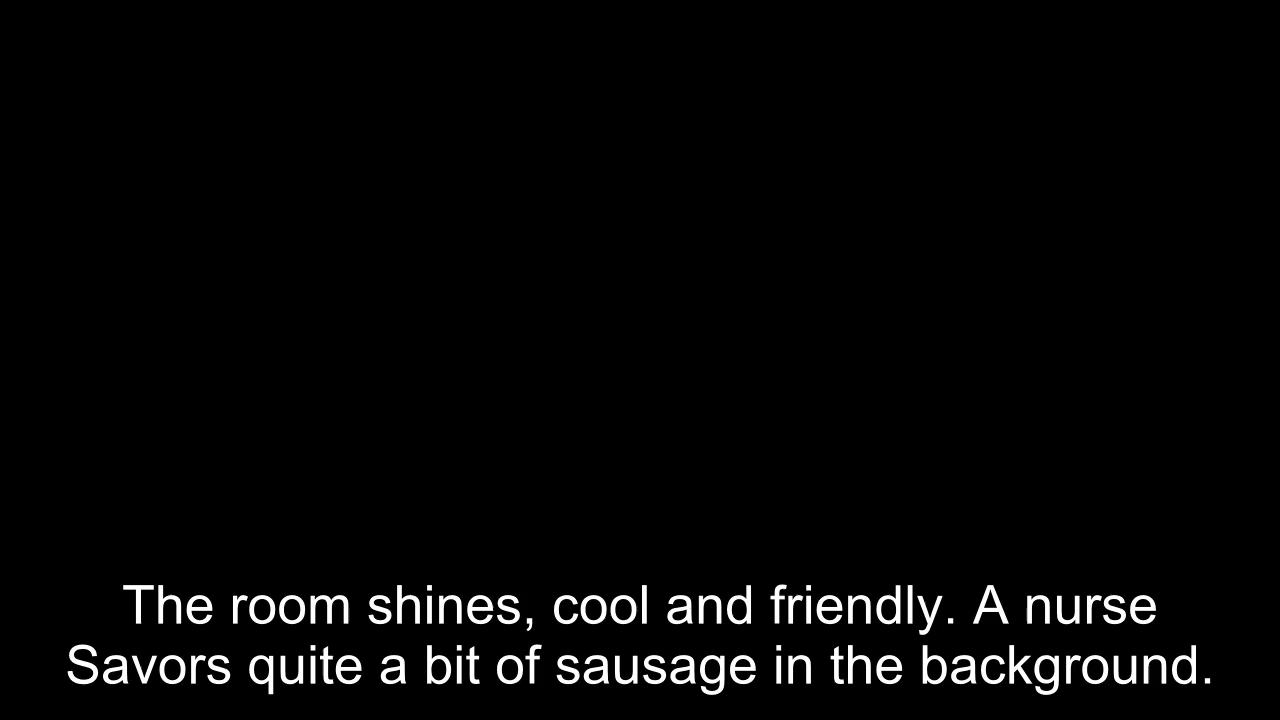 The room shines, cool and friendly. A nurse
Savors quite a bit of sausage in the background.